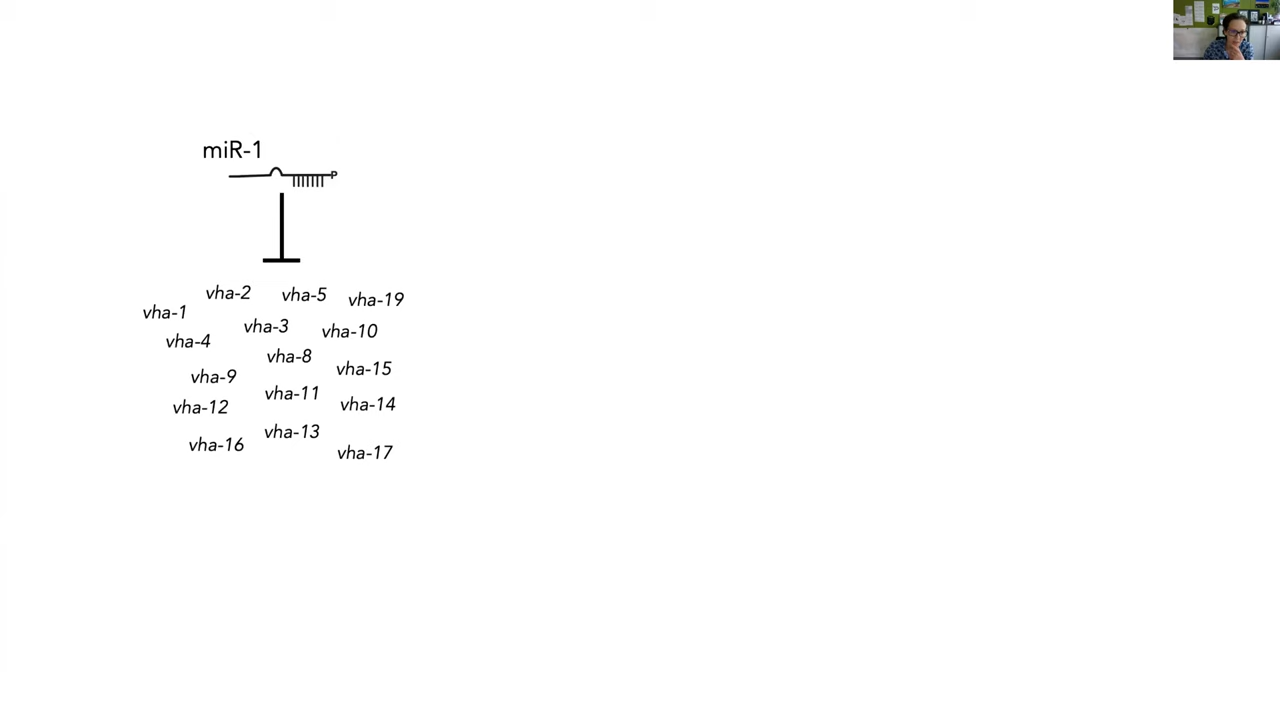 miR-1
P
vha-2 vha-5 vha-19
vha-1
vha-3 vha-10
vha-4
vha-8
vha-15
vha-9
vha-11
vha-12 vha-14
vha-13
vha-16
vha-17